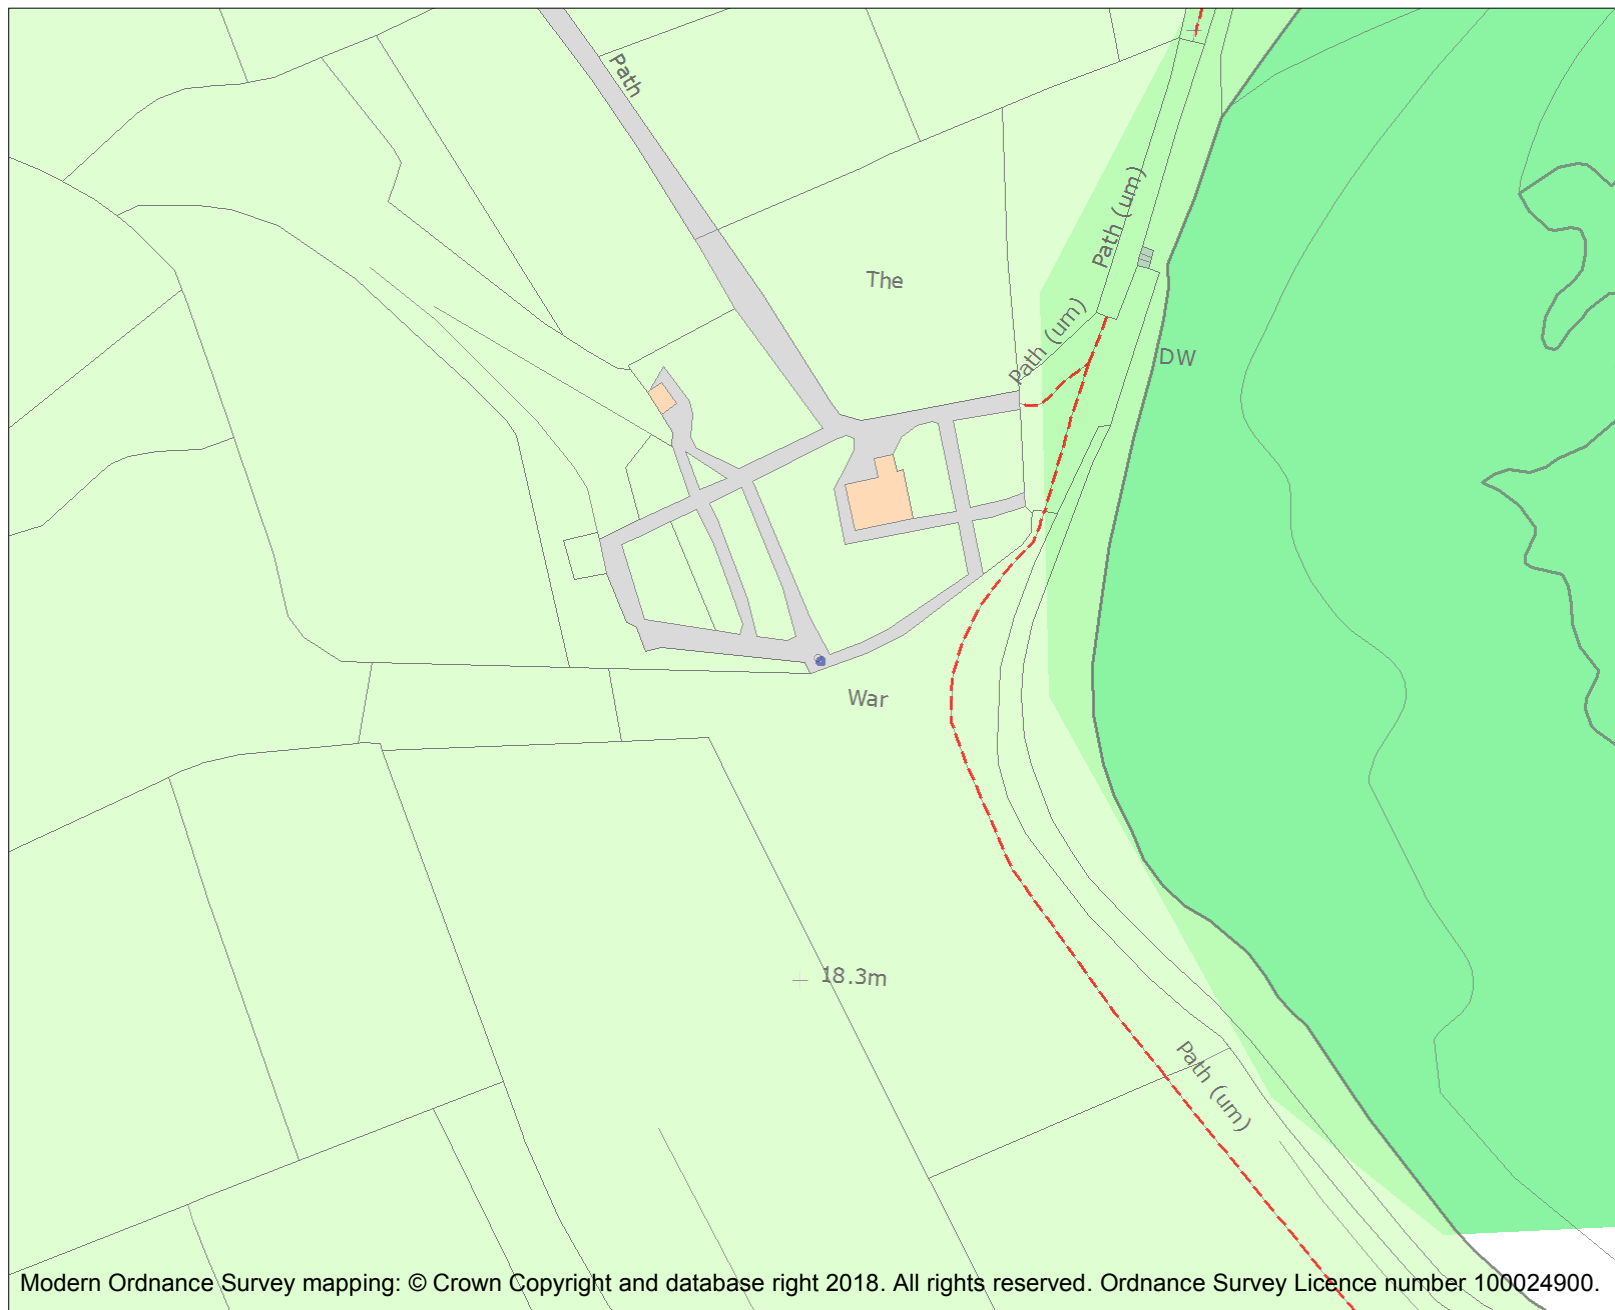 Path
Path (um)
The
Path (um)
DW
War
18.3m
Path (um)
Modern Ordnance Survey mapping: © Crown Copyright and database right 2018. All rights reserved. Ordnance Survey Licence number 100024900.